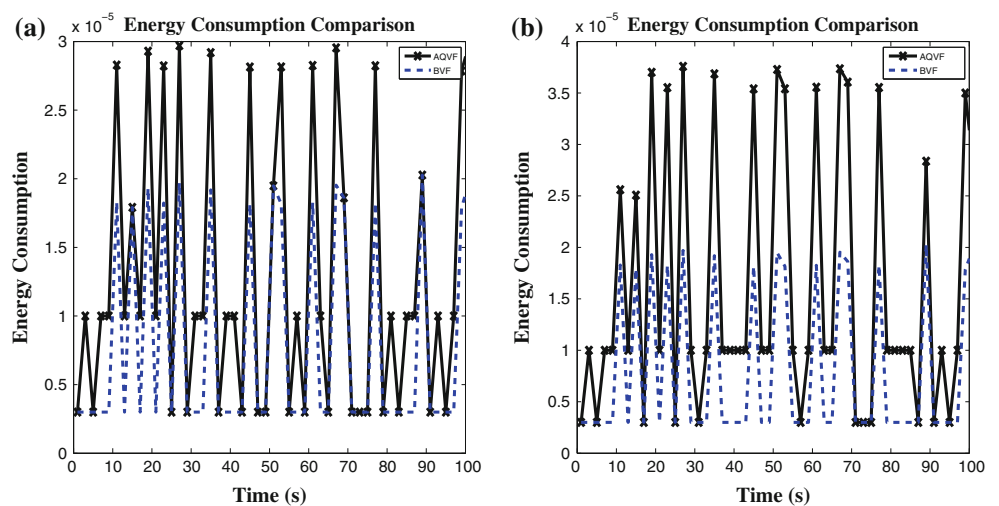 (a)
Energy Consumption Comparison
x 10⁻⁵
3
2.5
2
1.5
1
0.5
0
0 10 20 30 40 50 60 70 80 90 100
Energy Consumption
Time (s)
AQVF
BVF
(b)
Energy Consumption Comparison
x 10⁻⁵
4
3.5
3
2.5
2
1.5
1
0.5
0
0 10 20 30 40 50 60 70 80 90 100
Energy Consumption
Time (s)
AQVF
BVF